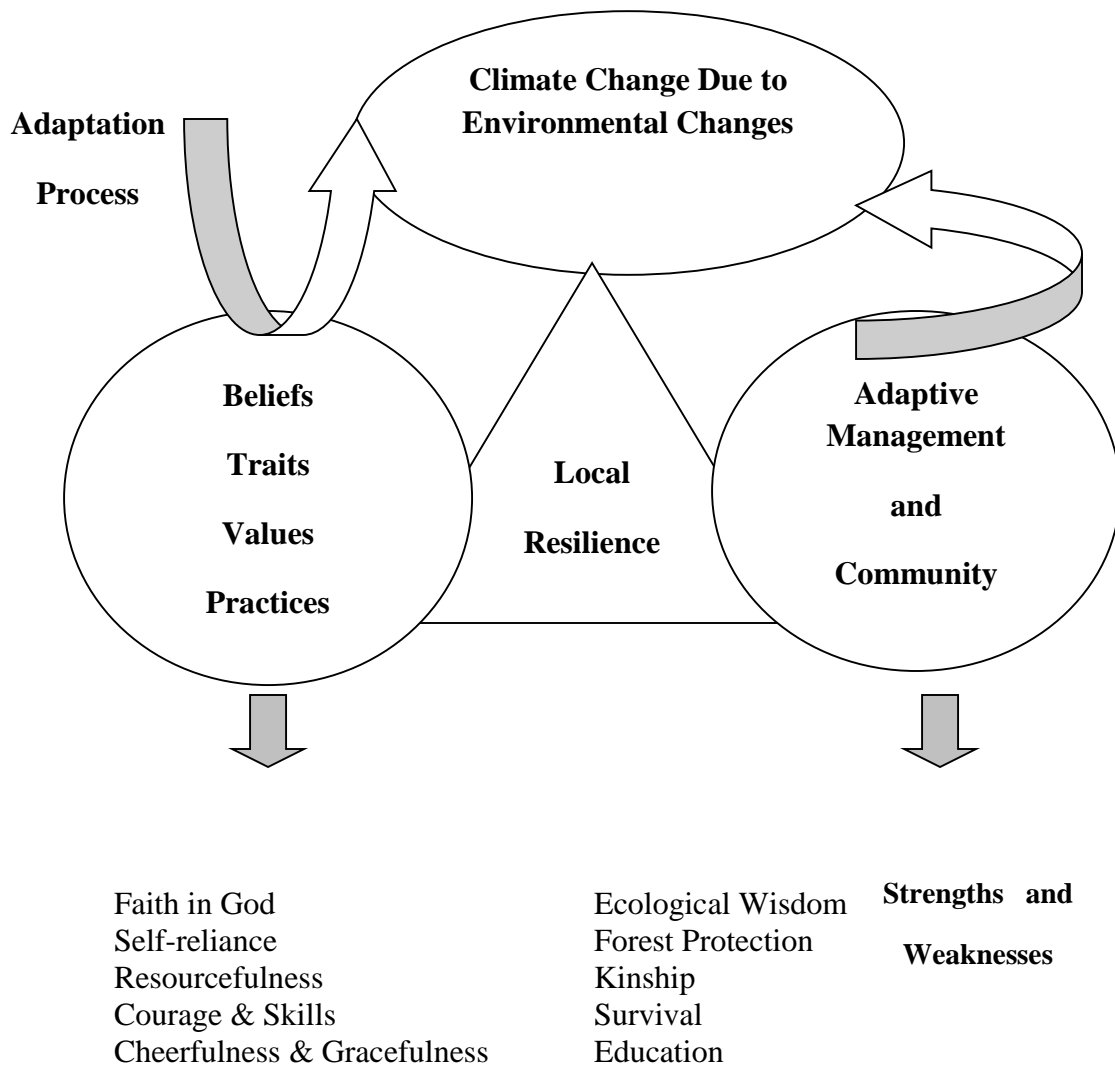 Climate Change Due to
Environmental Changes
Adaptation
Process
Beliefs
Traits
Values
Practices
Local
Resilience
Adaptive
Management
and
Community
Faith in God
Self-reliance
Resourcefulness
Courage & Skills
Cheerfulness & Gracefulness
Ecological Wisdom
Forest Protection
Kinship
Survival
Education
Strengths and
Weaknesses